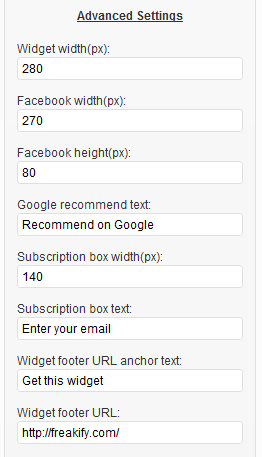 Advanced Settings
Widget width(px):
280
Facebook width(px):
270
Facebook height(px):
80
Google recommend text:
Recommend on Google
Subscription box width(px):
140
Subscription box text:
Enter your email
Widget footer URL anchor text:
Get this widget
Widget footer URL:
http://freakify.com/